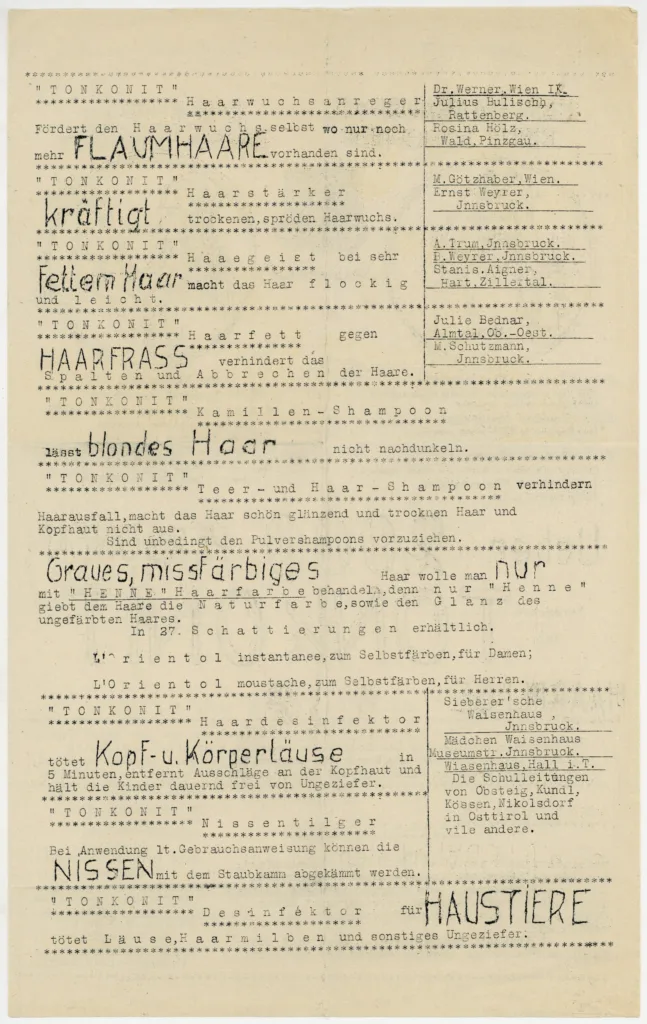 "TONKONIT"
Haarwuchsanreger
Fördert den Haarwuchs selbst wo nur noch
mehr FLAUMHAARE vorhanden sind.
Dr.Werner,Wien IX.
Julius Bulischb,
Rattenberg.
Rosina Hölz,
Wald,Pinzgau.
"TONKONIT"
Haarstärker
kräftigt trockenen,spröden Haarwuchs.
M.Götzhaber,Wien.
Ernst Weyrer,
Jnnsbruck.
"TONKONIT"
Haaegeist bei sehr
Fettem Haar macht das Haar flockig
und leicht.
A.Trum,Jnnsbruck.
Weyrer,Jnnsbruck.
Stanis.Aigner,
Hart,Zillertal.
"TONKONIT"
Haarfett gegen
HAARFRASS verhindert das
Spalten und Abbrechen der Haare.
Julie Bednar,
Almtal,Ob.-Oest.
M.Schutzmann,
Jnnsbruck.
"TONKONIT"
Kamillen-Shampoon
lässt blondes Haar nicht nachdunkeln.
"TONKONIT"
Teer-und Haar-Shampoon verhindern
Haarausfall,macht das Haar schön glänzend und trocknen Haar und
Kopfhaut nicht aus.
Sind unbedingt den Pulvershampoons vorzuziehen.
Graues, missfärbiges Haar wolle man nur
mit "HENNE" Haarfarbe behandeln,denn nur "Henne"
giebt dem Haare die Naturfarbe,sowie den Glanz des
ungefärbten Haares.
In 27. Schattierungen erhältlich.
L'Orientol instantanee,zum Selbstfärben,für Damen;
L'Orientol moustache,zum Selbstfärben,für Herren.
"TONKONIT"
Haardesinfektor
tötet Kopf-u. Körperläuse in
5 Minuten,entfernt Ausschläge an der Kopfhaut und
hält die Kinder dauernd frei von Ungeziefer.
Sieberer'sche
Waisenhaus,
Jnnsbruck.
Mädchen Waisenhaus
Museumstr.Jnnsbruck.
Wiasenhaus,Hall i.T.
Die Schulleitungen
von Obsteig,Kundl,
Kössen,Nikolsdorf
in Osttirol und
vile andere.
"TONKONIT"
Nissentilger
Bei Anwendung lt.Gebrauchsanweisung können die
NISSEN mit dem Staubkamm abgekämmt werden.
"TONKONIT"
Desinfektor für HAUSTIERE
tötet Läuse,Haarmilben und sonstiges Ungeziefer.